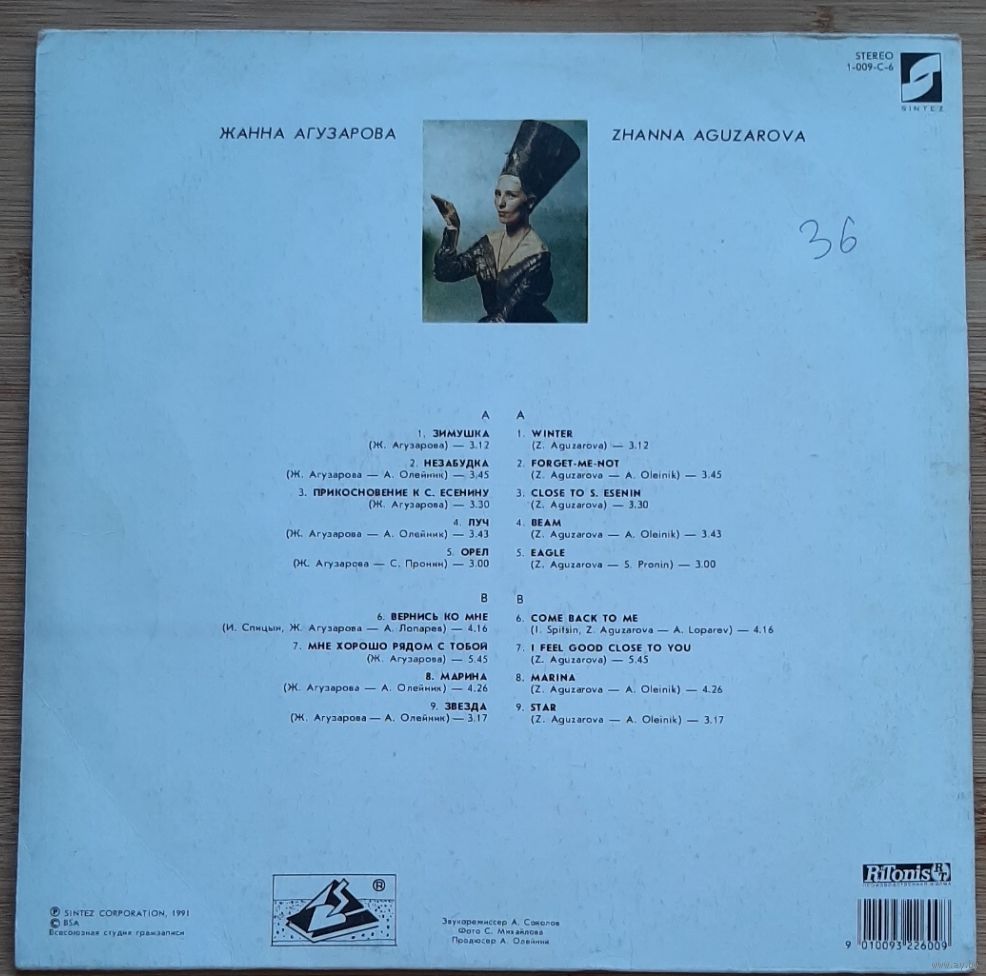 STEREO
1-009-C-6
SINTEZ
ЖАННА АГУЗАРОВА
ZHANNA AGUZAROVA
36
А
1. ЗИМУШКА
(Ж. Агузарова) — 3.12
2. НЕЗАБУДКА
(Ж. Агузарова — А. Олейник) — 3.45
3. ПРИКОСНОВЕНИЕ К С. ЕСЕНИНУ
(Ж. Агузарова) — 3.30
4. ЛУЧ
(Ж. Агузарова — А. Олейник) — 3.43
5. ОРЕЛ
(Ж. Агузарова — С. Пронин) — 3.00
В
6. ВЕРНИСЬ КО МНЕ
(И. Спицын, Ж. Агузарова — А. Лопарев) — 4.16
7. МНЕ ХОРОШО РЯДОМ С ТОБОЙ
(Ж. Агузарова) — 5.45
8. МАРИНА
(Ж. Агузарова — А. Олейник) — 4.26
9. ЗВЕЗДА
(Ж. Агузарова — А. Олейник) — 3.17
A
1. WINTER
(Z. Aguzarova) — 3.12
2. FORGET-ME-NOT
(Z. Aguzarova — A. Oleinik) — 3.45
3. CLOSE TO S. ESENIN
(Z. Aguzarova) — 3.30
4. BEAM
(Z. Aguzarova — A. Oleinik) — 3.43
5. EAGLE
(Z. Aguzarova — S. Pronin) — 3.00
B
6. COME BACK TO ME
(I. Spitsin, Z. Aguzarova — A. Loparev) — 4.16
7. I FEEL GOOD CLOSE TO YOU
(Z. Aguzarova) — 5.45
8. MARINA
(Z. Aguzarova — A. Oleinik) — 4.26
9. STAR
(Z. Aguzarova — A. Oleinik) — 3.17
℗ SINTEZ CORPORATION, 1991
© BSA
Всесоюзная студия грамзаписи
®
Звукорежиссер А. Соколов
Фото С. Михайлова
Продюсер А. Олейник
RiTonis RT
ПРОИЗВОДСТВЕННАЯ ФИРМА
9 010093 226009